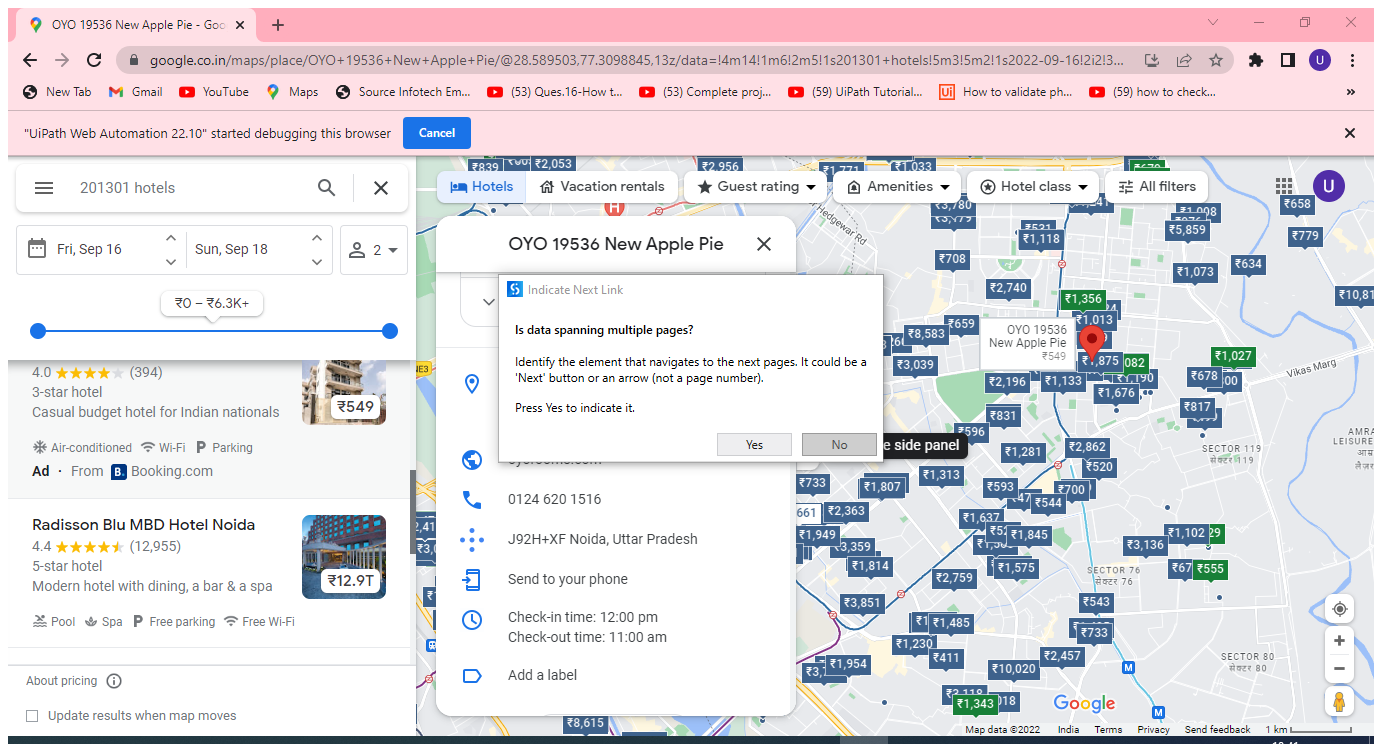 OYO 19536 New Apple Pie - Goo
google.co.in/maps/place/OYO+19536+New+Apple+Pie/@28.589503,77.3098845,13z/data=!4m14!1m6!2m5!1s201301+hotels!5m3!5m2!1s2022-09-16!2i2!3...
U
New Tab
Gmail
YouTube
Maps
Source Infotech Em...
(53) Ques.16-How t...
(53) Complete proj...
(59) UiPath Tutorial...
How to validate ph...
(59) how to check...
"UiPath Web Automation 22.10" started debugging this browser
Cancel
201301 hotels
Hotels
Vacation rentals
Guest rating
Amenities
Hotel class
All filters
U
Fri, Sep 16
Sun, Sep 18
2
₹0 – ₹6.3K+
4.0
(394)
3-star hotel
Casual budget hotel for Indian nationals
₹549
Air-conditioned
Wi-Fi
Parking
Ad · From Booking.com
Radisson Blu MBD Hotel Noida
4.4
(12,955)
5-star hotel
Modern hotel with dining, a bar & a spa
₹12.9T
Pool
Spa
Free parking
Free Wi-Fi
About pricing
Update results when map moves
OYO 19536 New Apple Pie
Indicate Next Link
Is data spanning multiple pages?
Identify the element that navigates to the next pages. It could be a
'Next' button or an arrow (not a page number).
Press Yes to indicate it.
Yes
No
e side panel
0124 620 1516
J92H+XF Noida, Uttar Pradesh
Send to your phone
Check-in time: 12:00 pm
Check-out time: 11:00 am
Add a label
₹839
₹2,053
₹2,956
₹1,771
₹1,033
₹3,780
₹658
₹1,008
₹5,859
₹779
Hedgewar Rd
₹1,118
₹708
₹634
₹1,073
₹2,740
₹1,356
₹1,013
₹659
₹8,583
OYO 19536
New Apple Pie
₹549
₹1,875
₹1,027
₹3,039
NE3
₹2,196
₹1,133
₹1,190
₹678
Vikas Marg
₹1,676
₹817
₹831
₹596
₹2,862
₹1,281
₹520
SECTOR 119
सेक्टर 119
₹1,313
₹733
₹1,807
₹593
₹700
₹544
₹2,363
₹1,637
₹1,949
₹1,845
₹1,102
₹3,136
₹3,359
₹1,814
₹1,575
₹555
SECTOR 76
सेक्टर 76
₹2,759
₹543
₹3,851
₹1,485
₹733
₹1,230
₹411
₹2,457
SECTOR 80
सेक्टर 80
₹1,954
₹10,020
₹1,343
₹8,615
Google
Map data ©2022
India
Terms
Privacy
Send feedback
1 km